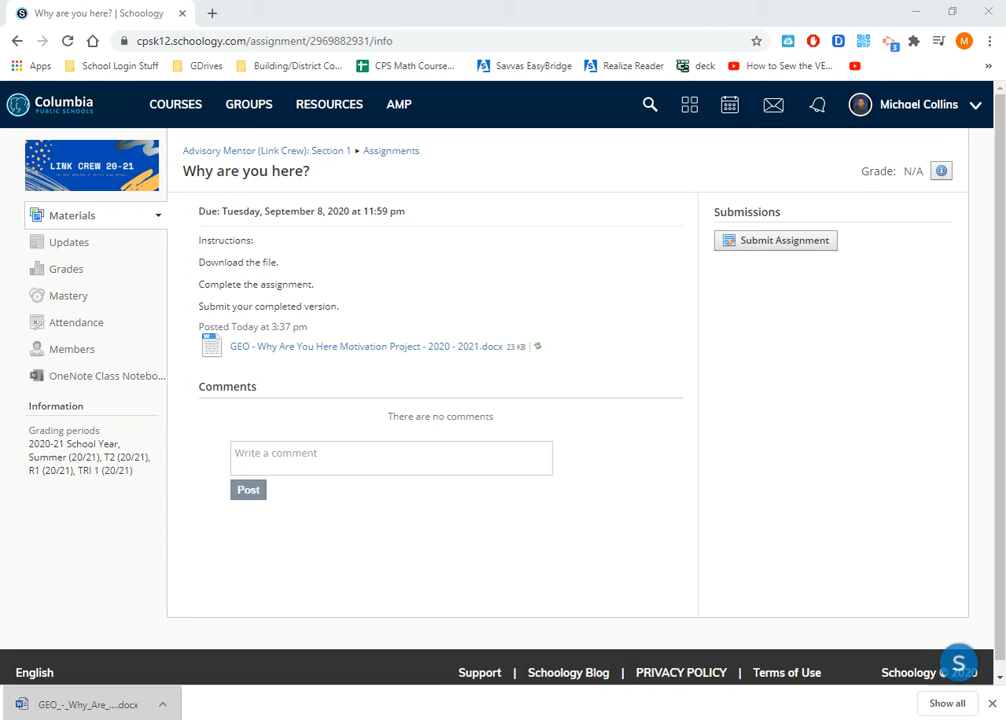 Why are you here? | Schoology
cpsk12.schoology.com/assignment/2969882931/info
Apps School Login Stuff GDrives Building/District Co... CPS Math Course... Savvas EasyBridge Realize Reader deck How to Sew the VE... »
Columbia
PUBLIC SCHOOLS
COURSES GROUPS RESOURCES AMP
Michael Collins
LINK CREW 20-21
Advisory Mentor (Link Crew): Section 1 ▸ Assignments
Why are you here?
Grade: N/A
Materials
Updates
Grades
Mastery
Attendance
Members
OneNote Class Notebo...
Information
Grading periods
2020-21 School Year,
Summer (20/21), T2 (20/21),
R1 (20/21), TRI 1 (20/21)
Due: Tuesday, September 8, 2020 at 11:59 pm
Instructions:
Download the file.
Complete the assignment.
Submit your completed version.
Posted Today at 3:37 pm
GEO - Why Are You Here Motivation Project - 2020 - 2021.docx 23 KB
Comments
There are no comments
Write a comment
Post
Submissions
Submit Assignment
English
Support | Schoology Blog | PRIVACY POLICY | Terms of Use
Schoology © 2020
S
GEO_-_Why_Are_....docx
Show all